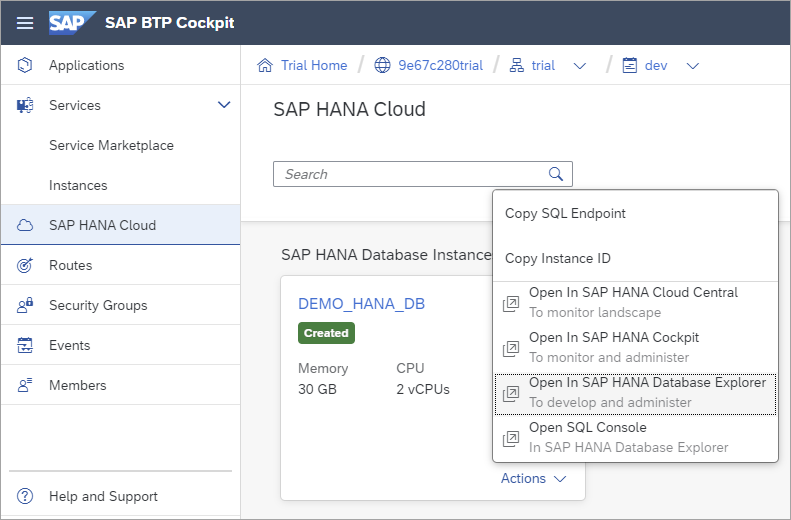 SAP SAP BTP Cockpit
Applications
Services
Service Marketplace
Instances
SAP HANA Cloud
Routes
Security Groups
Events
Members
Help and Support
Trial Home / 9e67c280trial / trial / dev
SAP HANA Cloud
Search
SAP HANA Database Instance
DEMO_HANA_DB
Created
Memory CPU
30 GB 2 vCPUs
Actions
Copy SQL Endpoint
Copy Instance ID
Open In SAP HANA Cloud Central
To monitor landscape
Open In SAP HANA Cockpit
To monitor and administer
Open In SAP HANA Database Explorer
To develop and administer
Open SQL Console
In SAP HANA Database Explorer